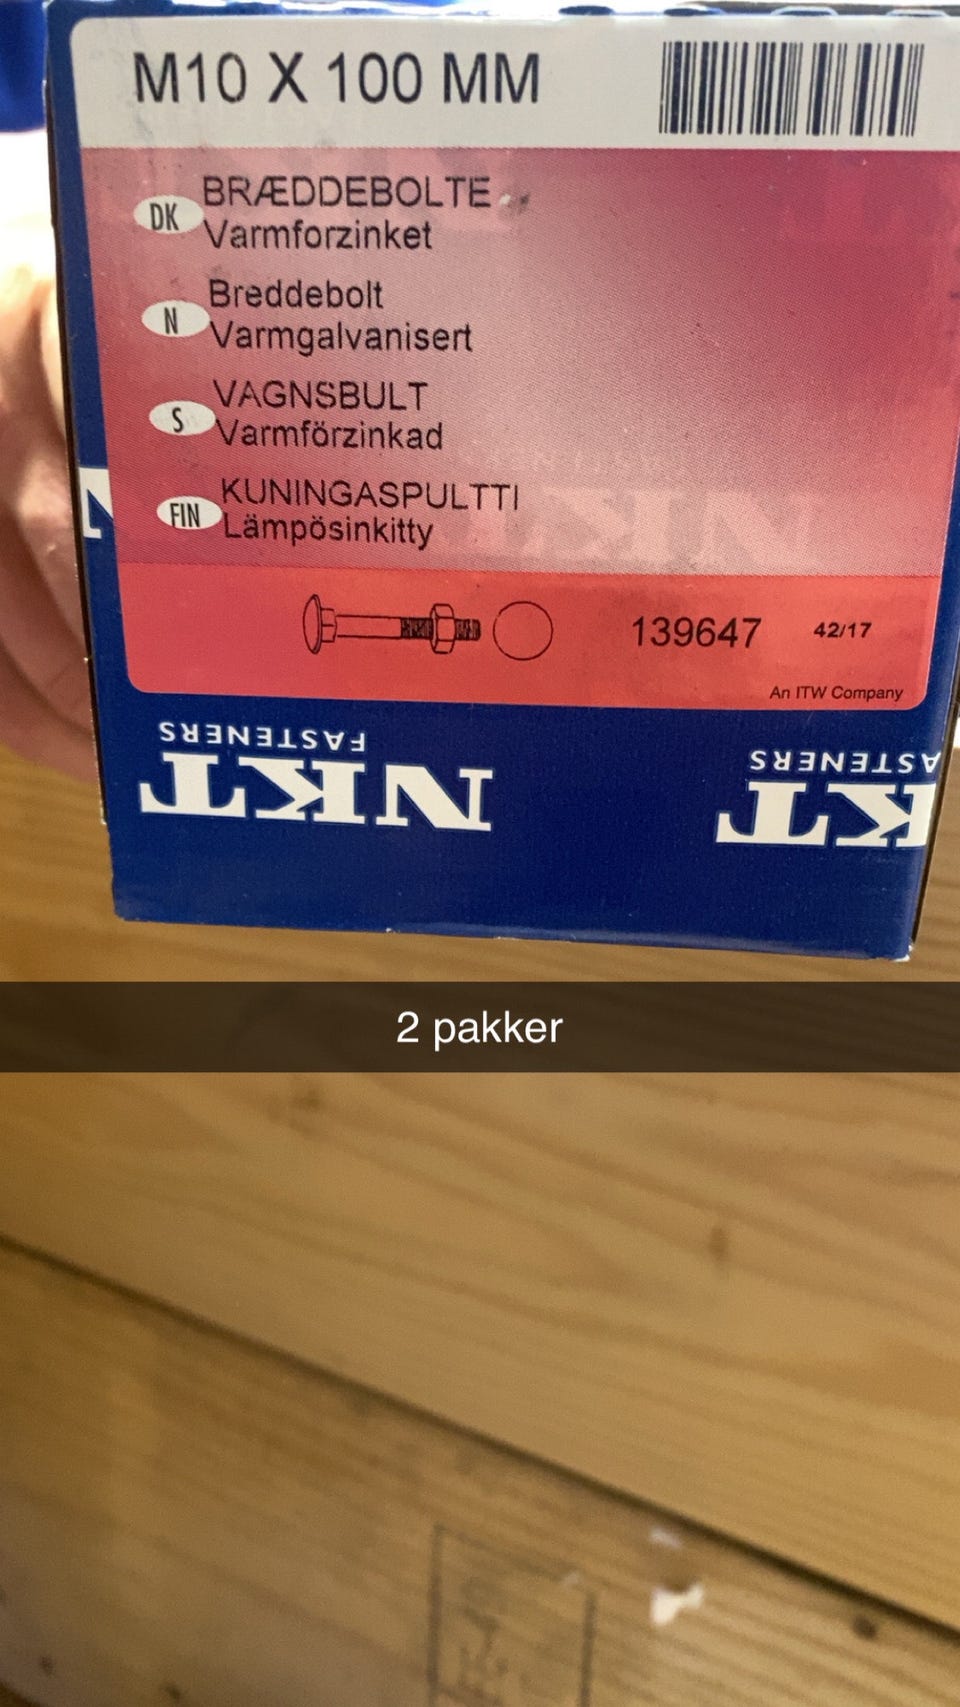 M10 X 100 MM
DK
BRÆDDEBOLTE
Varmforzinket
N
Breddebolt
Varmgalvanisert
S
VAGNSBULT
Varmförzinkad
FIN
KUNINGASPULTTI
Lämpösinkitty
139647 42/17
An ITW Company
FASTENERS
NKT
ASTENERS
KT
2 pakker